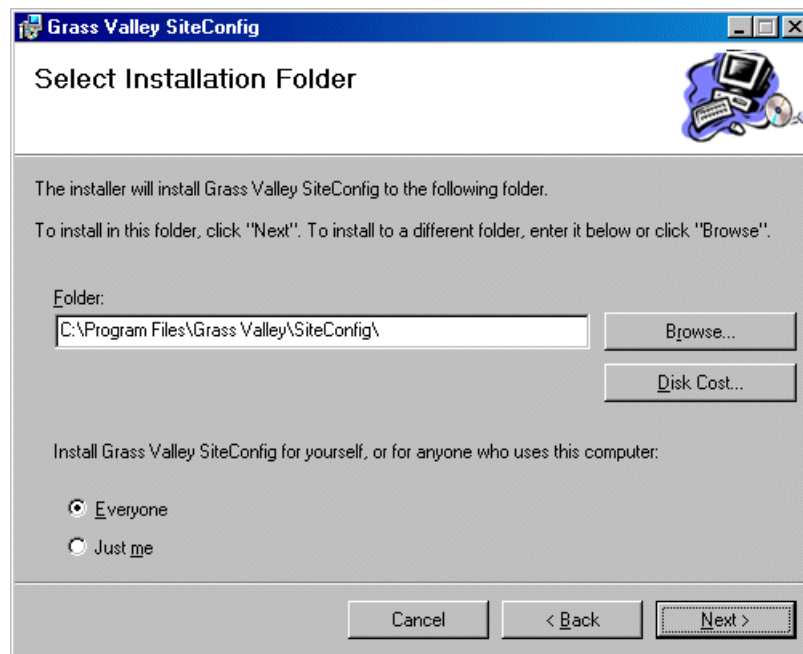 Grass Valley SiteConfig
Select Installation Folder
The installer will install Grass Valley SiteConfig to the following folder.
To install in this folder, click "Next". To install to a different folder, enter it below or click "Browse".
Folder:
C:\Program Files\Grass Valley\SiteConfig\
Browse...
Disk Cost...
Install Grass Valley SiteConfig for yourself, or for anyone who uses this computer:
Everyone
Just me
Cancel
< Back
Next >